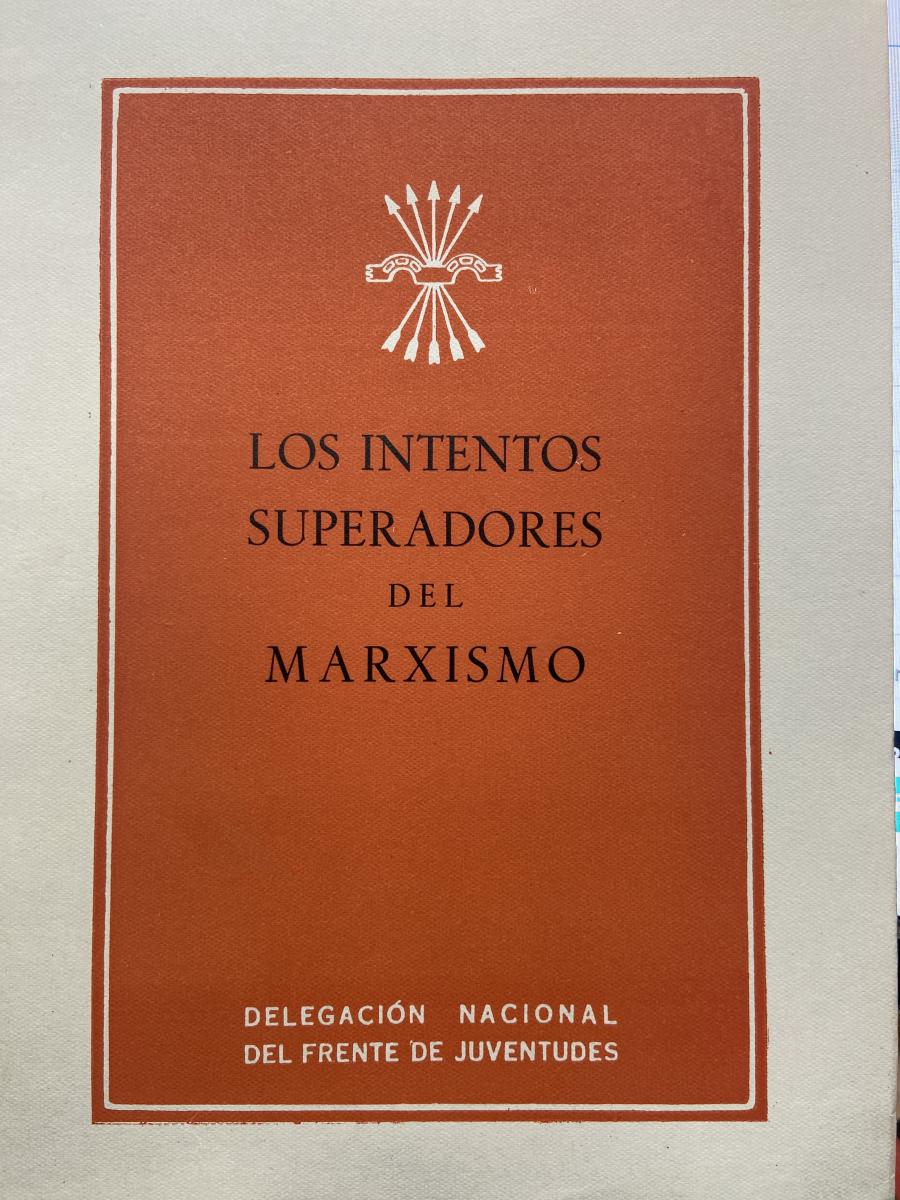 LOS INTENTOS
SUPERADORES
DEL
MARXISMO
DELEGACIÓN NACIONAL
DEL FRENTE DE JUVENTUDES